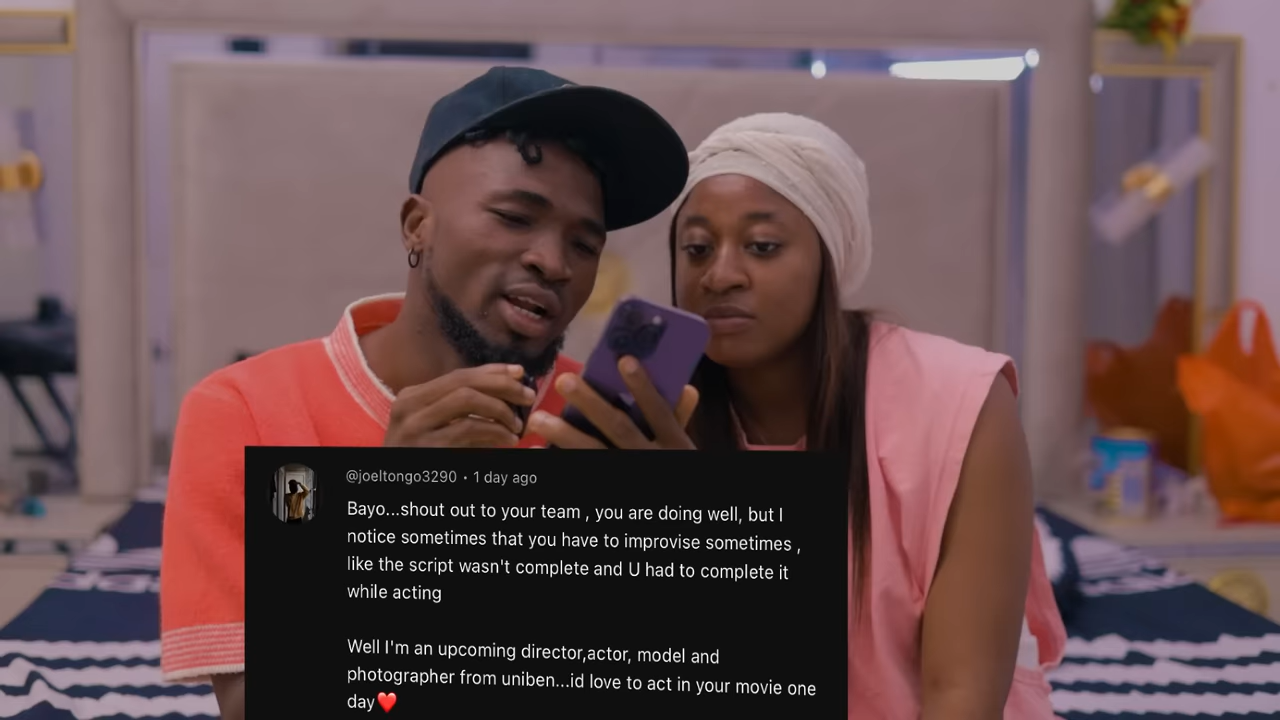 @joeltongo3290 • 1 day ago
Bayo...shout out to your team , you are doing well, but I
notice sometimes that you have to improvise sometimes ,
like the script wasn't complete and U had to complete it
while acting
Well I'm an upcoming director,actor, model and
photographer from uniben...id love to act in your movie one
day❤️